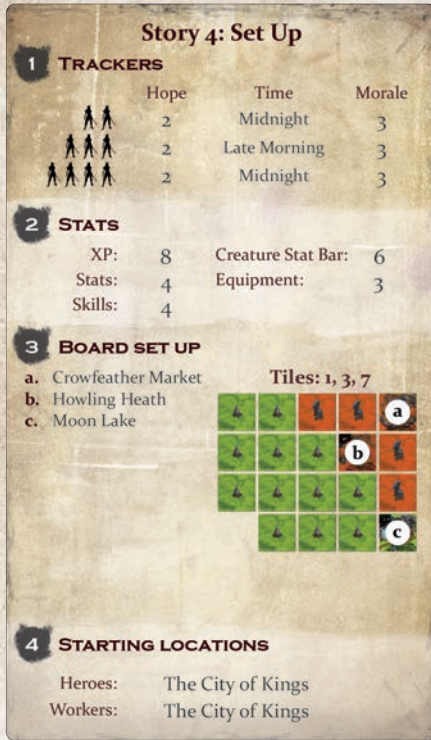 Story 4: Set Up
1 TRACKERS
Hope Time Morale
2 Midnight 3
2 Late Morning 3
2 Midnight 3
2 STATS
XP: 8 Creature Stat Bar: 6
Stats: 4 Equipment: 3
Skills: 4
3 BOARD SET UP
a. Crowfeather Market Tiles: 1, 3, 7
b. Howling Heath
c. Moon Lake
a
b
c
4 STARTING LOCATIONS
Heroes: The City of Kings
Workers: The City of Kings